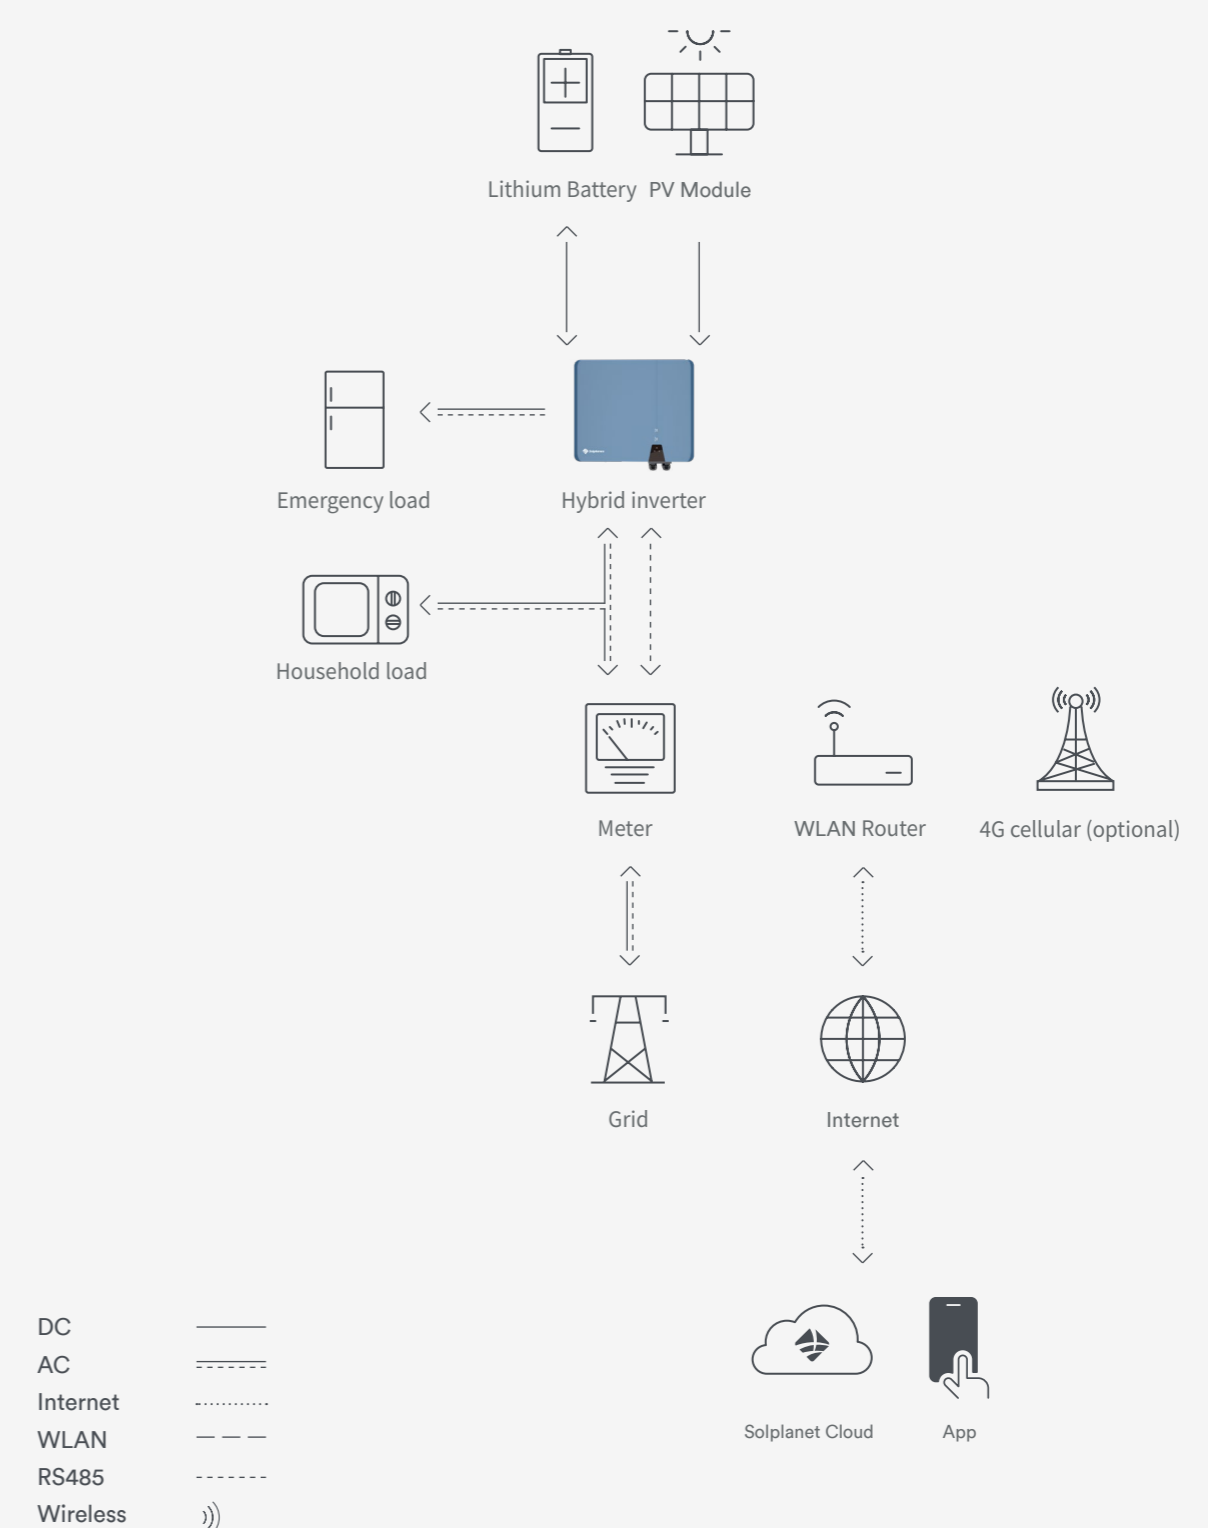 Lithium Battery PV Module
Emergency load Hybrid inverter
Household load
Meter WLAN Router 4G cellular (optional)
Grid Internet
DC
AC
Internet
WLAN
RS485
Wireless
Solplanet Cloud App